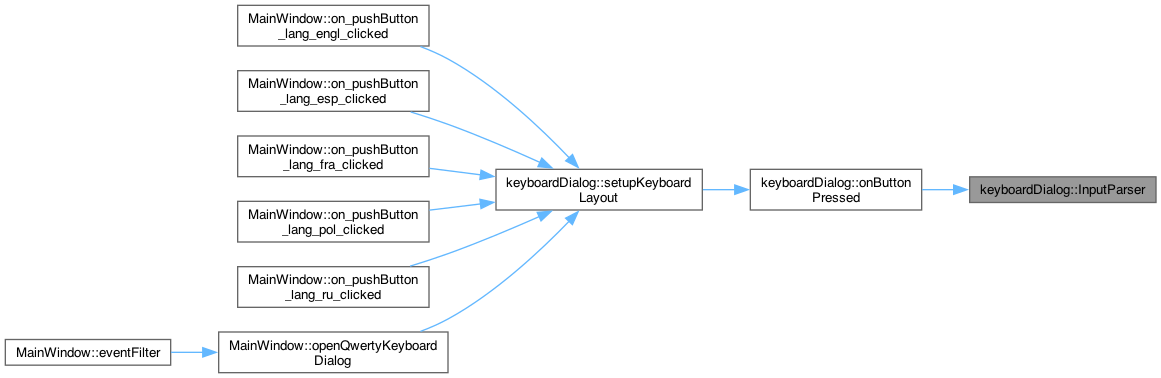 MainWindow::on_pushButton
_lang_engl_clicked
MainWindow::on_pushButton
_lang_esp_clicked
MainWindow::on_pushButton
_lang_fra_clicked
keyboardDialog::setupKeyboard
Layout
keyboardDialog::onButton
Pressed
keyboardDialog::InputParser
MainWindow::on_pushButton
_lang_pol_clicked
MainWindow::on_pushButton
_lang_ru_clicked
MainWindow::eventFilter
MainWindow::openQwertyKeyboard
Dialog